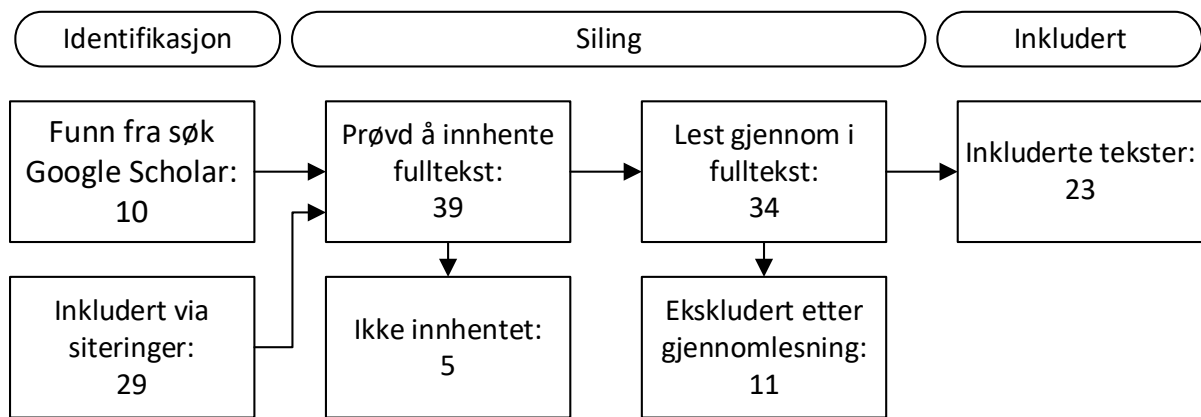 Identifikasjon
Siling
Inkludert
Funn fra søk
Google Scholar:
10
Prøvd å innhente
fulltekst:
39
Lest gjennom i
fulltekst:
34
Inkluderte tekster:
23
Inkludert via
siteringer:
29
Ikke innhentet:
5
Ekskludert etter
gjennomlesning:
11